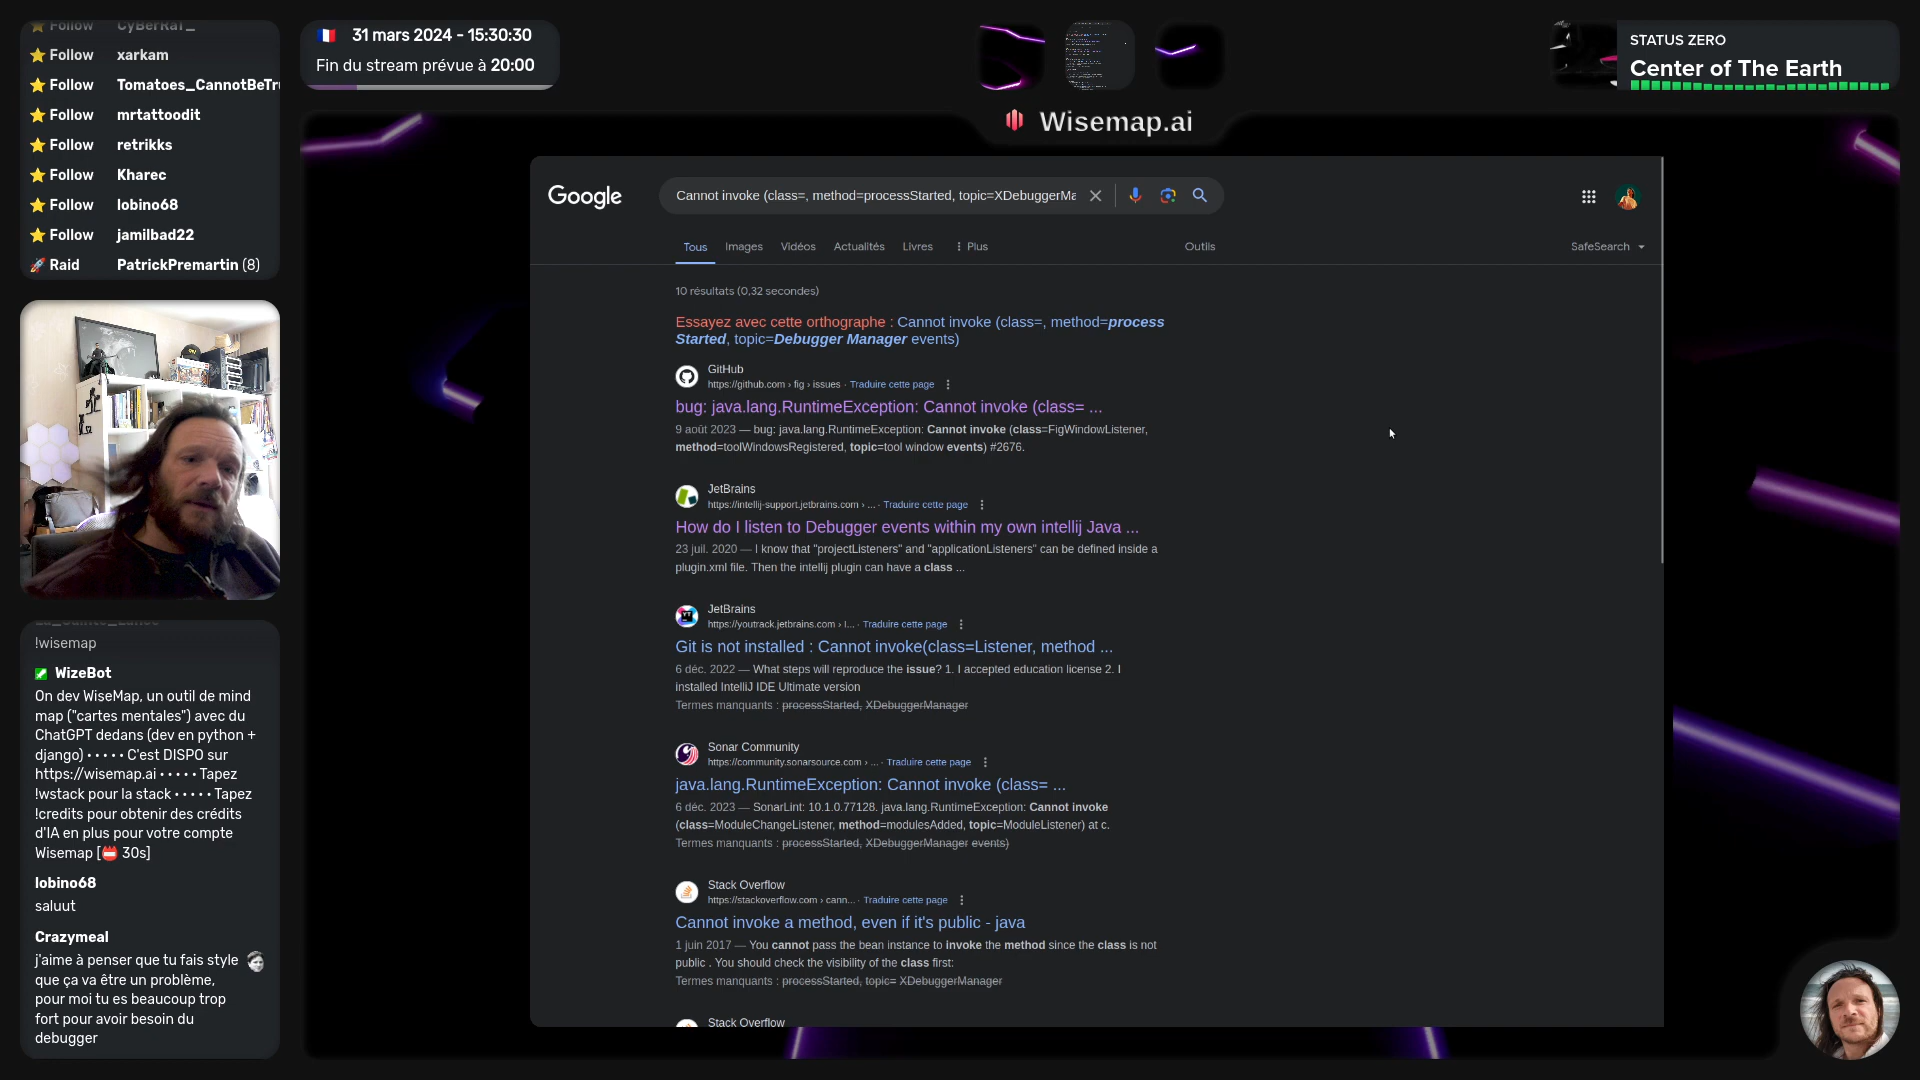 Follow CyBerRaT_
Follow xarkam
Follow Tomatoes_CannotBeTr
Follow mrtattoodit
Follow retrikks
Follow Kharec
Follow lobino68
Follow jamilbad22
Raid PatrickPremartin (8)
31 mars 2024 - 15:30:30
Fin du stream prévue à 20:00
STATUS ZERO
Center of The Earth
Wisemap.ai
Google
Cannot invoke (class=, method=processStarted, topic=XDebuggerMa
Tous Images Vidéos Actualités Livres Plus Outils SafeSearch
10 résultats (0,32 secondes)
Essayez avec cette orthographe : Cannot invoke (class=, method=process
Started, topic=Debugger Manager events)
GitHub
https://github.com › fig › issues · Traduire cette page
bug: java.lang.RuntimeException: Cannot invoke (class= ...
9 août 2023 — bug: java.lang.RuntimeException: Cannot invoke (class=FigWindowListener,
method=toolWindowsRegistered, topic=tool window events) #2676.
JetBrains
https://intellij-support.jetbrains.com › ... · Traduire cette page
How do I listen to Debugger events within my own intellij Java ...
23 juil. 2020 — I know that "projectListeners" and "applicationListeners" can be defined inside a
plugin.xml file. Then the intellij plugin can have a class ...
JetBrains
https://youtrack.jetbrains.com › I... · Traduire cette page
Git is not installed : Cannot invoke(class=Listener, method ...
6 déc. 2022 — What steps will reproduce the issue? 1. I accepted education license 2. I
installed IntelliJ IDE Ultimate version
Termes manquants : processStarted, XDebuggerManager
Sonar Community
https://community.sonarsource.com › ... · Traduire cette page
java.lang.RuntimeException: Cannot invoke (class= ...
6 déc. 2023 — SonarLint: 10.1.0.77128. java.lang.RuntimeException: Cannot invoke
(class=ModuleChangeListener, method=modulesAdded, topic=ModuleListener) at c.
Termes manquants : processStarted, XDebuggerManager events)
Stack Overflow
https://stackoverflow.com › cann... · Traduire cette page
Cannot invoke a method, even if it's public - java
1 juin 2017 — You cannot pass the bean instance to invoke the method since the class is not
public . You should check the visibility of the class first:
Termes manquants : processStarted, topic= XDebuggerManager
Stack Overflow
!wisemap
WizeBot
On dev WiseMap, un outil de mind
map ("cartes mentales") avec du
ChatGPT dedans (dev en python +
django) • • • • • C'est DISPO sur
https://wisemap.ai • • • • • Tapez
!wstack pour la stack • • • • • Tapez
!credits pour obtenir des crédits
d'IA en plus pour votre compte
Wisemap [📛 30s]
lobino68
saluut
Crazymeal
j'aime à penser que tu fais style
que ça va être un problème,
pour moi tu es beaucoup trop
fort pour avoir besoin du
debugger